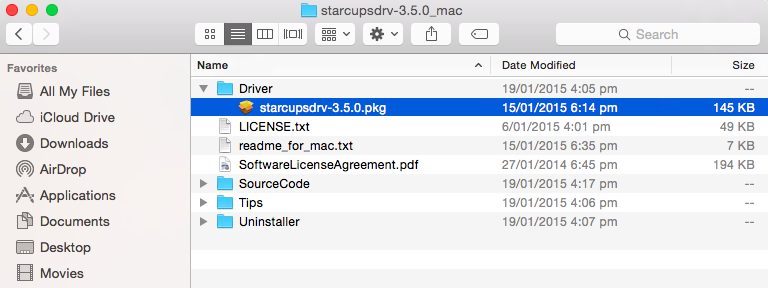 starcupsdrv-3.5.0_mac
Search
Favorites
All My Files
iCloud Drive
Downloads
AirDrop
Applications
Documents
Desktop
Movies
Name Date Modified Size
Driver 19/01/2015 4:05 pm --
starcupsdrv-3.5.0.pkg 15/01/2015 6:14 pm 145 KB
LICENSE.txt 6/01/2015 4:01 pm 49 KB
readme_for_mac.txt 15/01/2015 6:35 pm 7 KB
SoftwareLicenseAgreement.pdf 27/01/2014 6:45 pm 194 KB
SourceCode 19/01/2015 4:17 pm --
Tips 19/01/2015 4:06 pm --
Uninstaller 19/01/2015 4:07 pm --